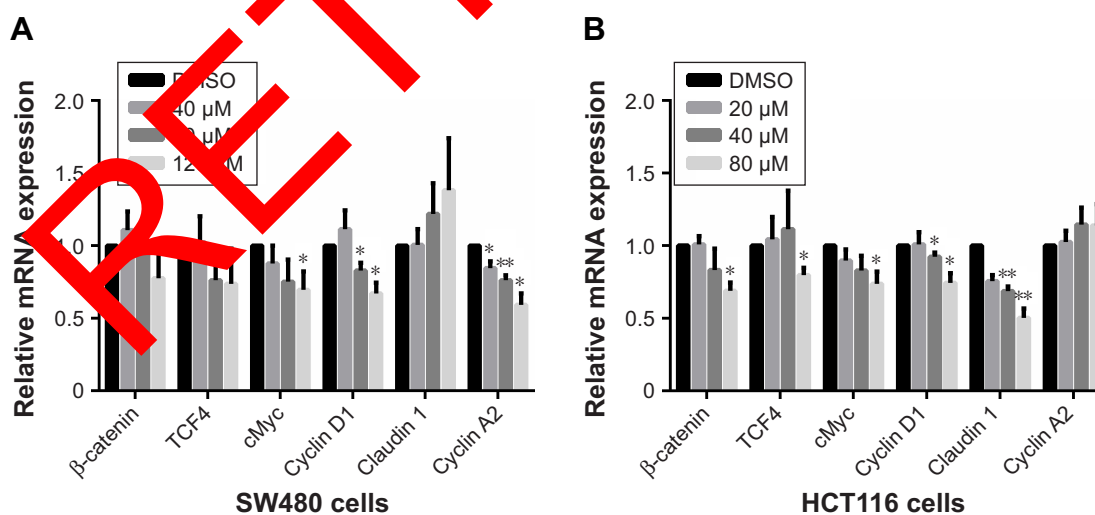 A
Relative mRNA expression
2.0
1.5
1.0
0.5
0
40 μM
β-catenin
TCF4
cMyc
Cyclin D1
Claudin 1
Cyclin A2
* * * * ** *
SW480 cells
B
Relative mRNA expression
2.0
1.5
1.0
0.5
0
DMSO
20 μM
40 μM
80 μM
* * * * * ** **
β-catenin
TCF4
cMyc
Cyclin D1
Claudin 1
Cyclin A2
HCT116 cells
RET